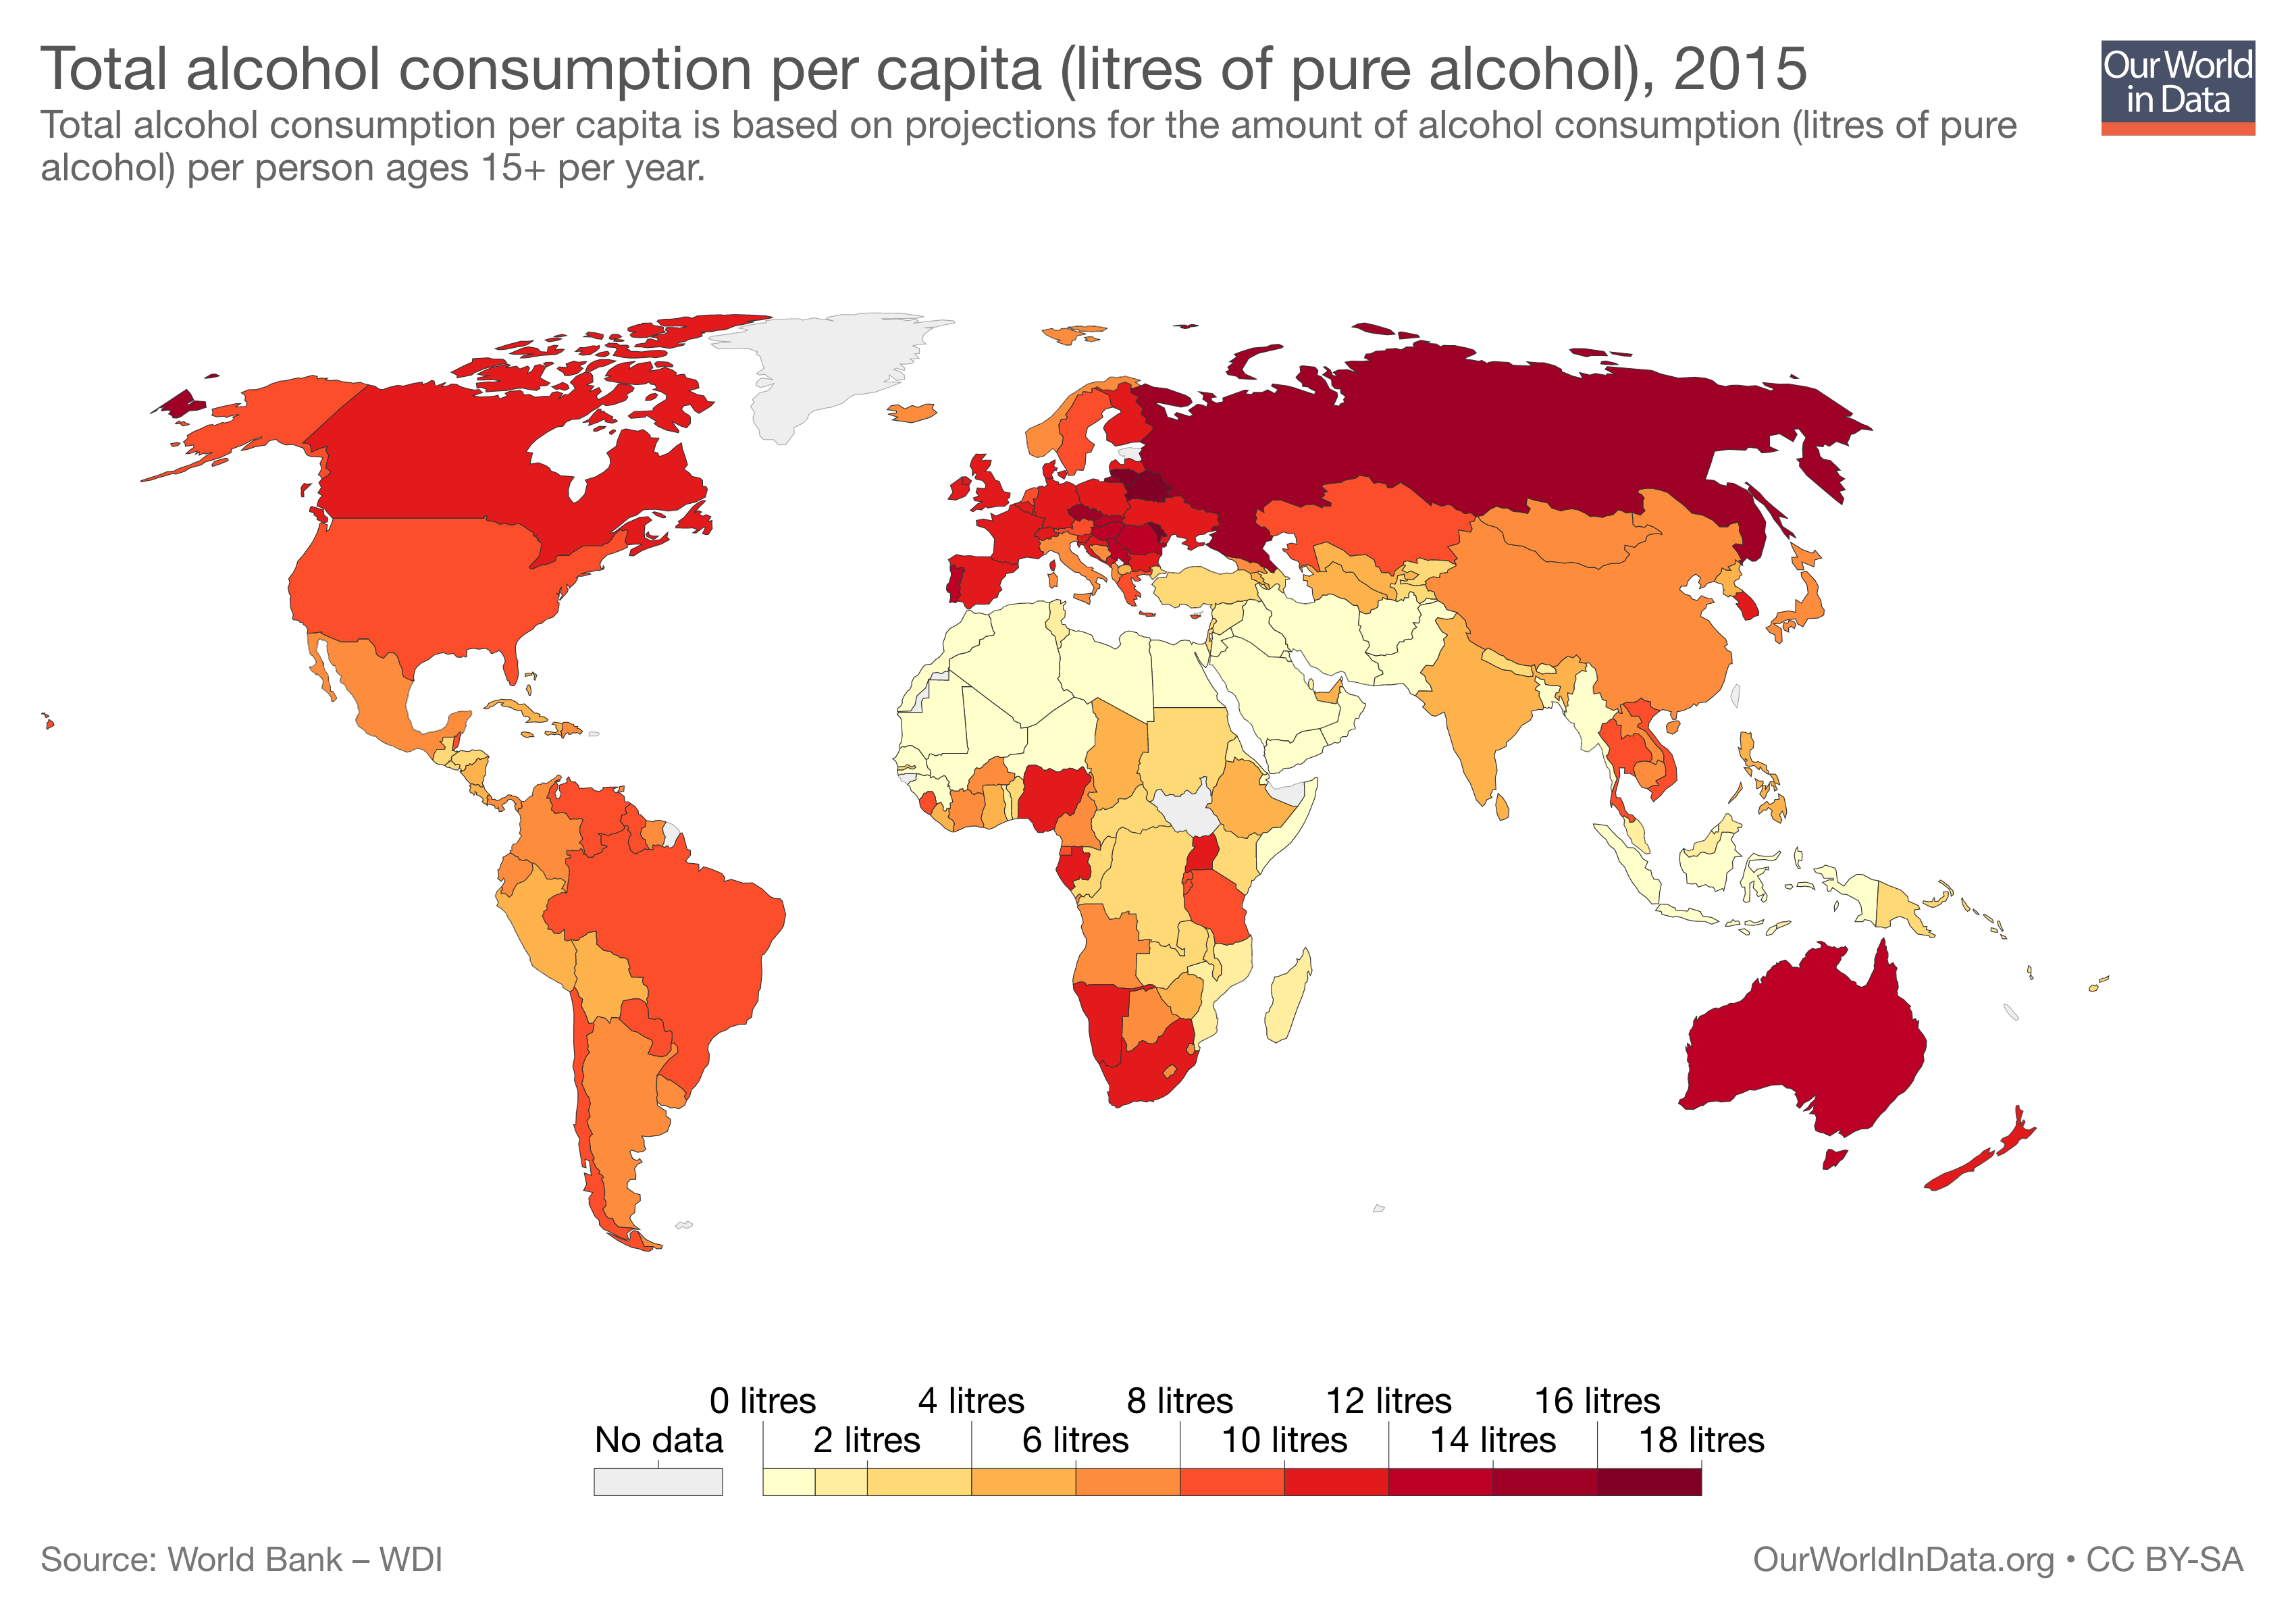 Total alcohol consumption per capita (litres of pure alcohol), 2015
Total alcohol consumption per capita is based on projections for the amount of alcohol consumption (litres of pure
alcohol) per person ages 15+ per year.
Our World
in Data
0 litres 4 litres 8 litres 12 litres 16 litres
No data 2 litres 6 litres 10 litres 14 litres 18 litres
Source: World Bank – WDI
OurWorldInData.org • CC BY-SA